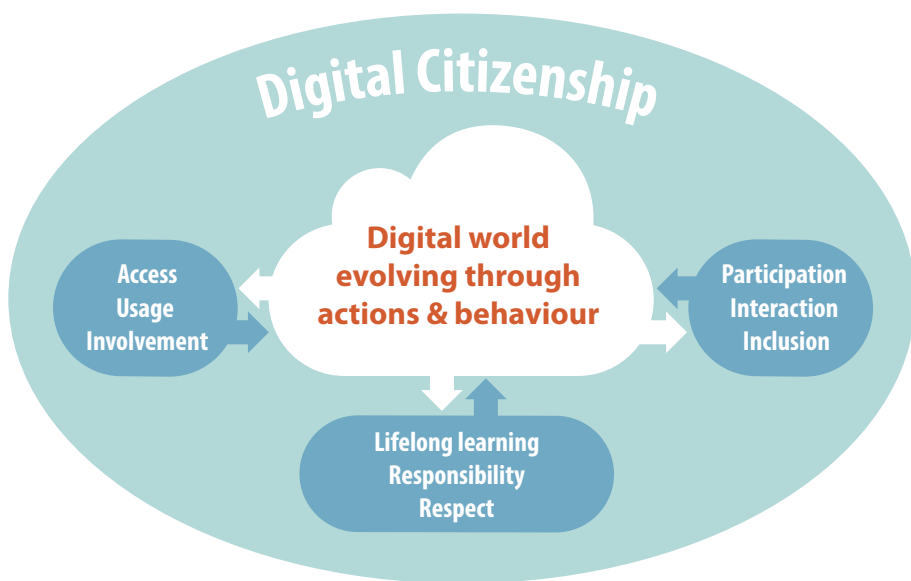 Digital Citizenship
Digital world
evolving through
actions & behaviour
Access
Usage
Involvement
Participation
Interaction
Inclusion
Lifelong learning
Responsibility
Respect